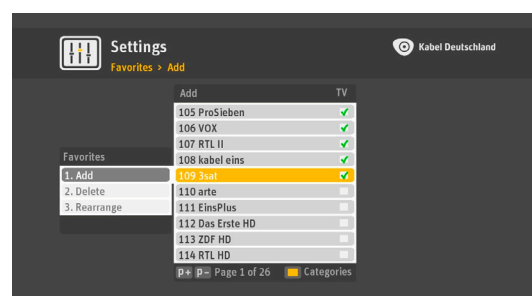 Settings
Favorites > Add
Kabel Deutschland
Add TV
105 ProSieben
106 VOX
107 RTL II
108 kabel eins
109 3sat
110 arte
111 EinsPlus
112 Das Erste HD
113 ZDF HD
114 RTL HD
Favorites
1. Add
2. Delete
3. Rearrange
p+ p- Page 1 of 26 Categories